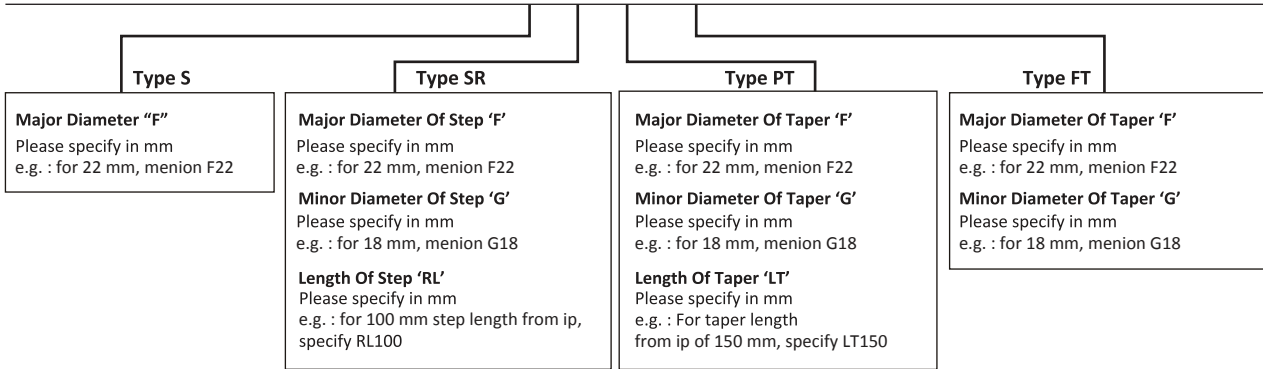 Type S
Major Diameter “F”
Please specify in mm
e.g. : for 22 mm, menion F22
Type SR
Major Diameter Of Step ‘F’
Please specify in mm
e.g. : for 22 mm, menion F22
Minor Diameter Of Step ‘G’
Please specify in mm
e.g. : for 18 mm, menion G18
Length Of Step ‘RL’
Please specify in mm
e.g. : for 100 mm step length from ip,
specify RL100
Type PT
Major Diameter Of Taper ‘F’
Please specify in mm
e.g. : for 22 mm, menion F22
Minor Diameter Of Taper ‘G’
Please specify in mm
e.g. : for 18 mm, menion G18
Length Of Taper ‘LT’
Please specify in mm
e.g. : For taper length
from ip of 150 mm, specify LT150
Type FT
Major Diameter Of Taper ‘F’
Please specify in mm
e.g. : for 22 mm, menion F22
Minor Diameter Of Taper ‘G’
Please specify in mm
e.g. : for 18 mm, menion G18